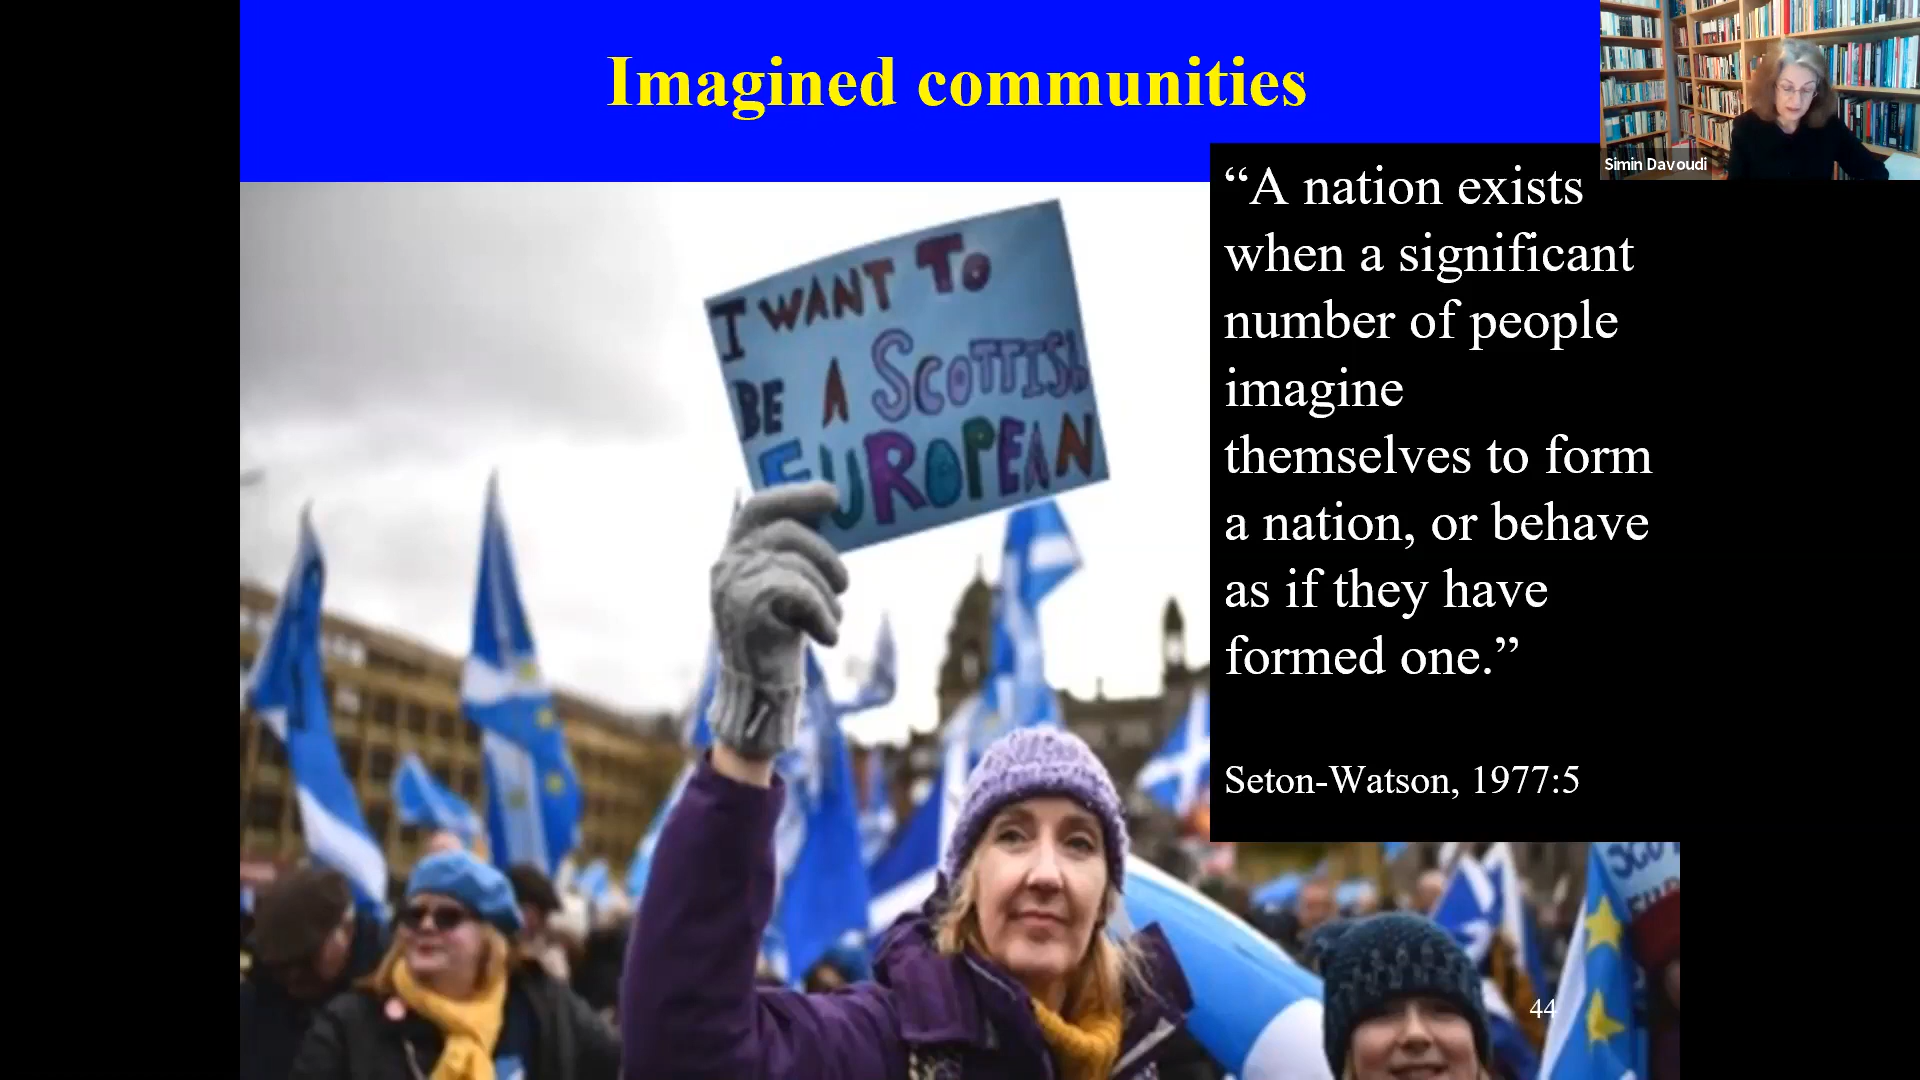 Imagined communities
Simin Davoudi
“A nation exists
when a significant
number of people
imagine
themselves to form
a nation, or behave
as if they have
formed one.”
Seton-Watson, 1977:5
I WANT TO
BE A SCOTTISH
EUROPEAN
44